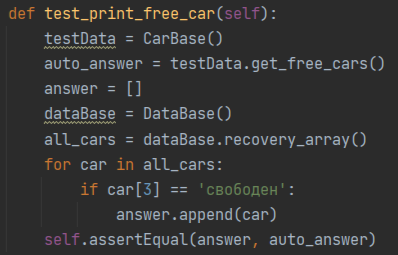 def test_print_free_car(self):
    testData = CarBase()
    auto_answer = testData.get_free_cars()
    answer = []
    dataBase = DataBase()
    all_cars = dataBase.recovery_array()
    for car in all_cars:
        if car[3] == 'свободен':
            answer.append(car)
    self.assertEqual(answer, auto_answer)